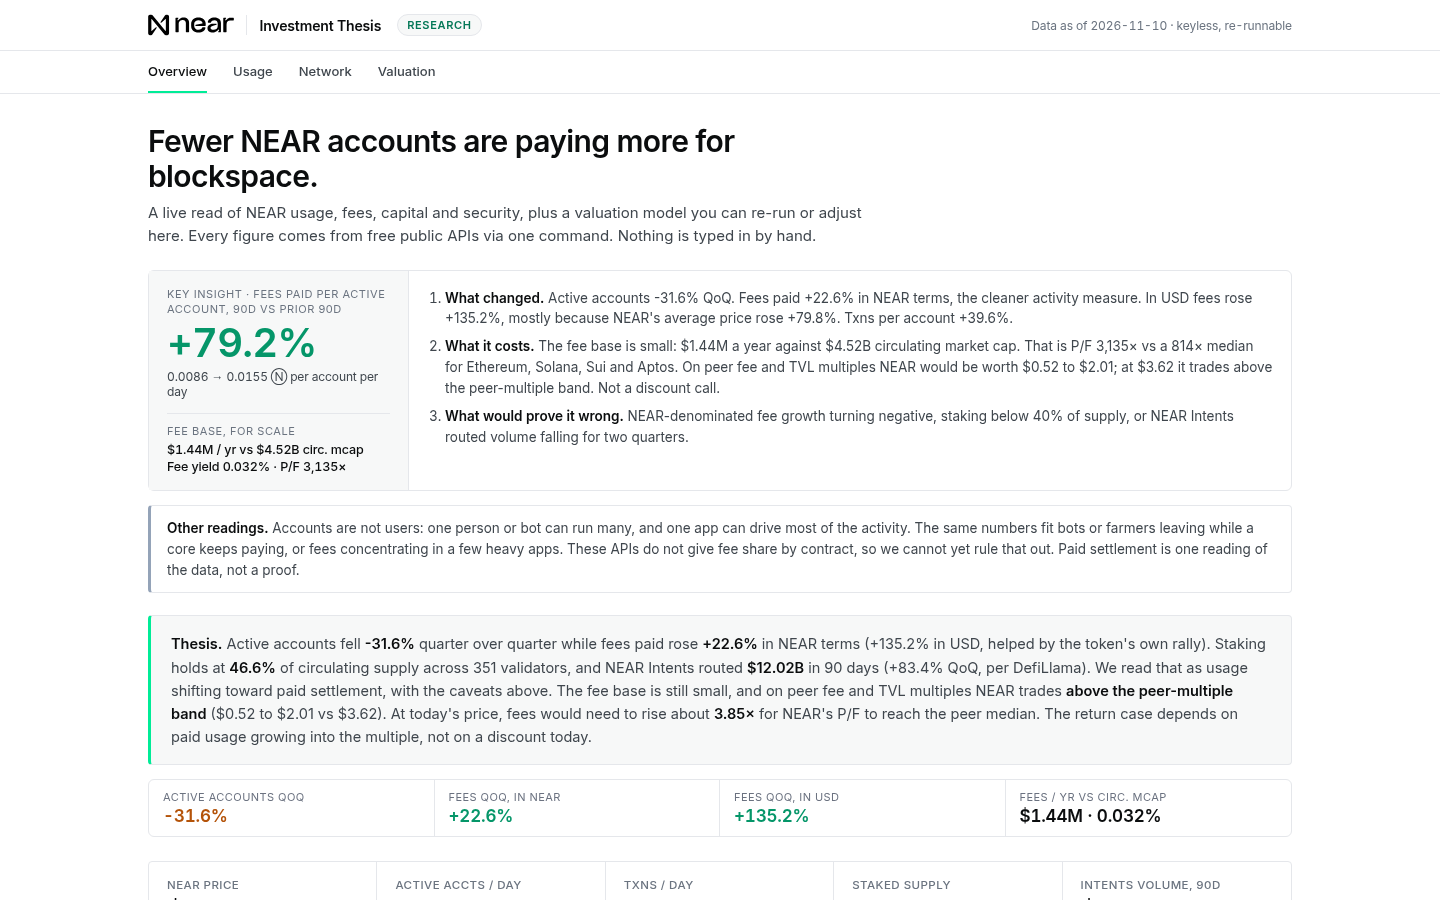 near
Investment Thesis
RESEARCH
Data as of 2026-11-10 · keyless, re-runnable
Overview
Usage
Network
Valuation
Fewer NEAR accounts are paying more for
blockspace.
A live read of NEAR usage, fees, capital and security, plus a valuation model you can re-run or adjust
here. Every figure comes from free public APIs via one command. Nothing is typed in by hand.
KEY INSIGHT · FEES PAID PER ACTIVE
ACCOUNT, 90D VS PRIOR 90D
+79.2%
0.0086 → 0.0155 Ⓝ per account per
day
FEE BASE, FOR SCALE
$1.44M / yr vs $4.52B circ. mcap
Fee yield 0.032% · P/F 3,135×
1. What changed. Active accounts -31.6% QoQ. Fees paid +22.6% in NEAR terms, the cleaner activity measure. In USD fees rose
+135.2%, mostly because NEAR's average price rose +79.8%. Txns per account +39.6%.
2. What it costs. The fee base is small: $1.44M a year against $4.52B circulating market cap. That is P/F 3,135× vs a 814× median
for Ethereum, Solana, Sui and Aptos. On peer fee and TVL multiples NEAR would be worth $0.52 to $2.01; at $3.62 it trades above
the peer-multiple band. Not a discount call.
3. What would prove it wrong. NEAR-denominated fee growth turning negative, staking below 40% of supply, or NEAR Intents
routed volume falling for two quarters.
Other readings. Accounts are not users: one person or bot can run many, and one app can drive most of the activity. The same numbers fit bots or farmers leaving while a
core keeps paying, or fees concentrating in a few heavy apps. These APIs do not give fee share by contract, so we cannot yet rule that out. Paid settlement is one reading of
the data, not a proof.
Thesis. Active accounts fell -31.6% quarter over quarter while fees paid rose +22.6% in NEAR terms (+135.2% in USD, helped by the token's own rally). Staking
holds at 46.6% of circulating supply across 351 validators, and NEAR Intents routed $12.02B in 90 days (+83.4% QoQ, per DefiLlama). We read that as usage
shifting toward paid settlement, with the caveats above. The fee base is still small, and on peer fee and TVL multiples NEAR trades above the peer-multiple
band ($0.52 to $2.01 vs $3.62). At today's price, fees would need to rise about 3.85× for NEAR's P/F to reach the peer median. The return case depends on
paid usage growing into the multiple, not on a discount today.
ACTIVE ACCOUNTS QOQ
-31.6%
FEES QOQ, IN NEAR
+22.6%
FEES QOQ, IN USD
+135.2%
FEES / YR VS CIRC. MCAP
$1.44M · 0.032%
NEAR PRICE
ACTIVE ACCTS / DAY
TXNS / DAY
STAKED SUPPLY
INTENTS VOLUME, 90D